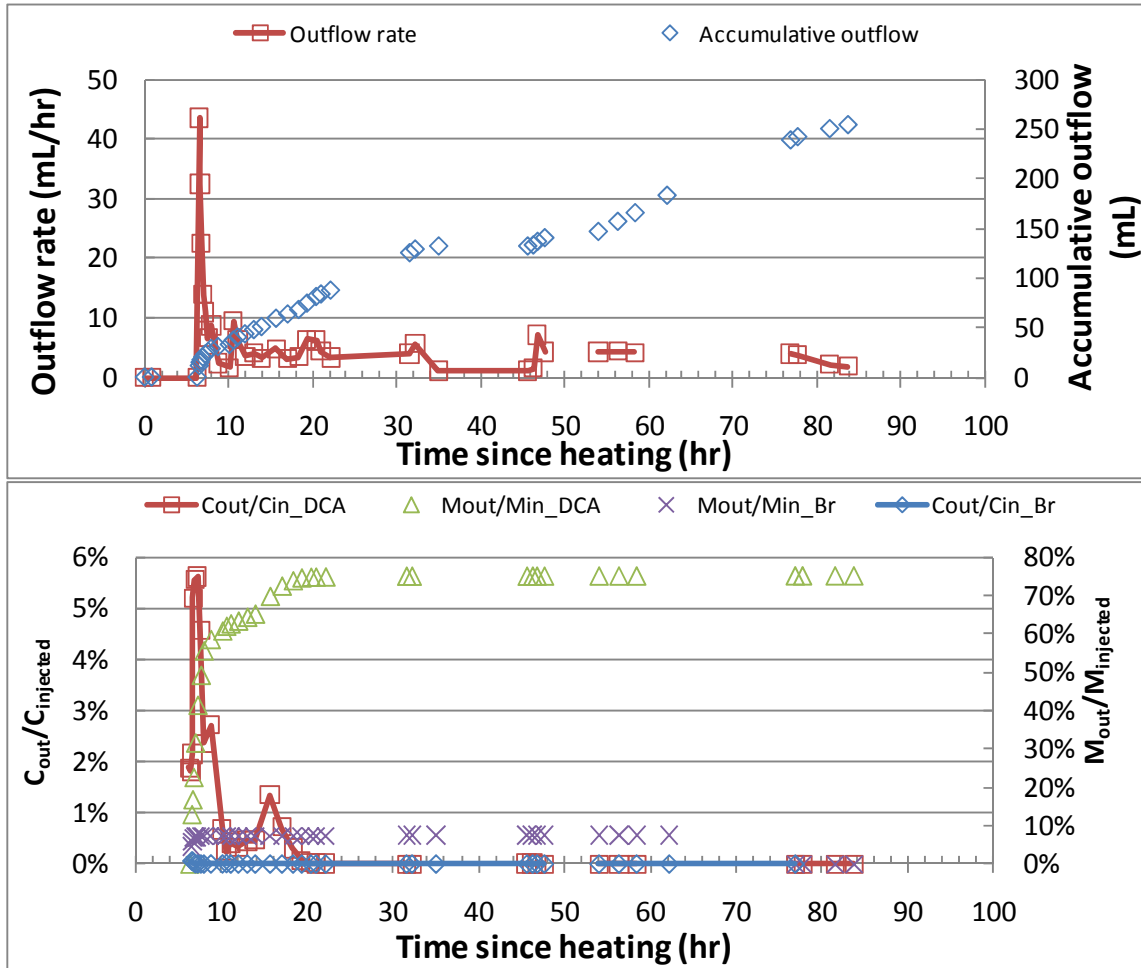 Outflow rate
Accumulative outflow
50
40
30
20
10
0
Outflow rate (mL/hr)
300
250
200
150
100
50
0
Accumulative outflow
(mL)
0 10 20 30 40 50 60 70 80 90 100
Time since heating (hr)
Cout/Cin_DCA
Mout/Min_DCA
Mout/Min_Br
Cout/Cin_Br
6%
5%
4%
3%
2%
1%
0%
Cout/Cinjected
80%
70%
60%
50%
40%
30%
20%
10%
0%
Mout/Minjected
0 10 20 30 40 50 60 70 80 90 100
Time since heating (hr)